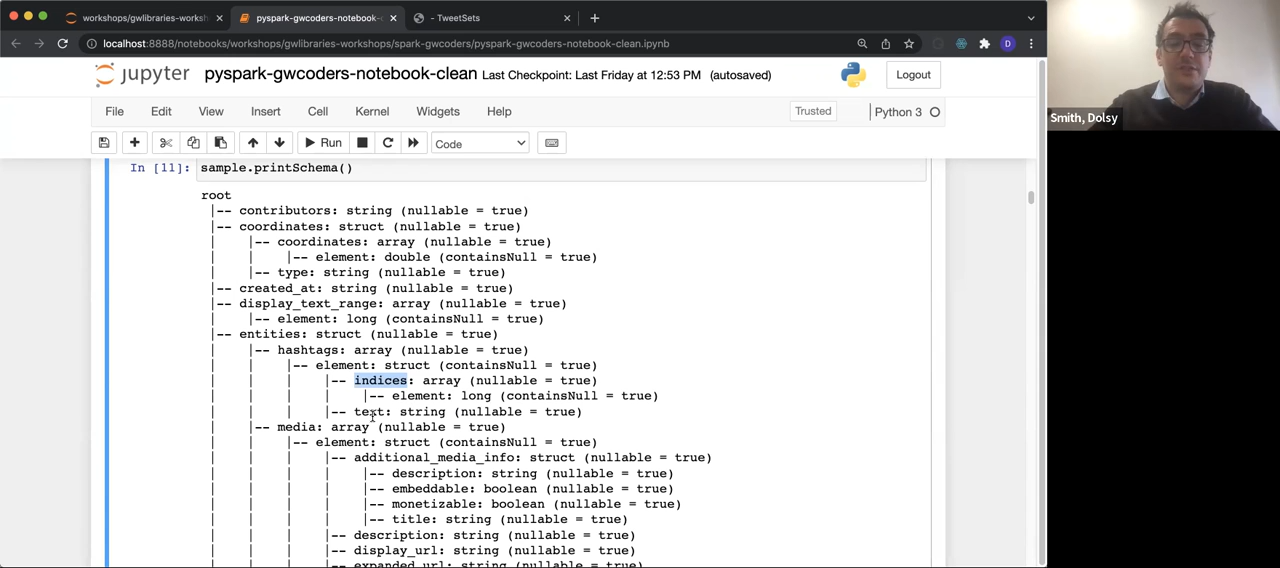 workshops/gwlibraries-worksh
pyspark-gwcoders-notebook-
- TweetSets
localhost:8888/notebooks/workshops/gwlibraries-workshops/spark-gwcoders/pyspark-gwcoders-notebook-clean.ipynb
D
jupyter pyspark-gwcoders-notebook-clean Last Checkpoint: Last Friday at 12:53 PM (autosaved)
Logout
File Edit View Insert Cell Kernel Widgets Help
Trusted
Python 3
Run
Code
Smith, Dolsy
In [11]: sample.printSchema()
root
|-- contributors: string (nullable = true)
|-- coordinates: struct (nullable = true)
| |-- coordinates: array (nullable = true)
| | |-- element: double (containsNull = true)
| |-- type: string (nullable = true)
|-- created_at: string (nullable = true)
|-- display_text_range: array (nullable = true)
| |-- element: long (containsNull = true)
|-- entities: struct (nullable = true)
| |-- hashtags: array (nullable = true)
| | |-- element: struct (containsNull = true)
| | | |-- indices: array (nullable = true)
| | | | |-- element: long (containsNull = true)
| | | |-- text: string (nullable = true)
| |-- media: array (nullable = true)
| | |-- element: struct (containsNull = true)
| | | |-- additional_media_info: struct (nullable = true)
| | | | |-- description: string (nullable = true)
| | | | |-- embeddable: boolean (nullable = true)
| | | | |-- monetizable: boolean (nullable = true)
| | | | |-- title: string (nullable = true)
| | | |-- description: string (nullable = true)
| | | |-- display_url: string (nullable = true)
| | | |-- expanded_url: string (nullable = true)